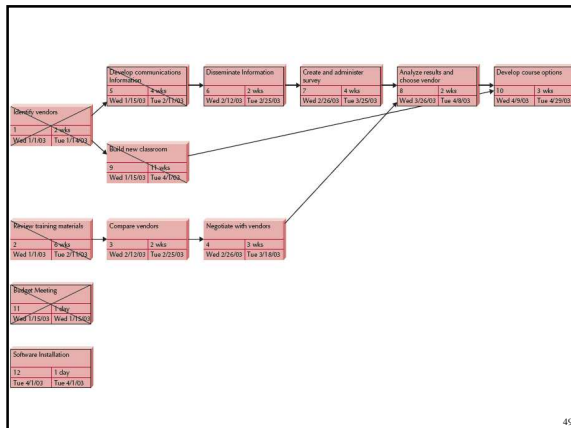 Develop communications
Information
5 4 wks
Wed 1/15/03 Tue 2/11/03
Disseminate Information
6 2 wks
Wed 2/12/03 Tue 2/25/03
Create and administer
survey
7 4 wks
Wed 2/26/03 Tue 3/25/03
Analyze results and
choose vendor
8 2 wks
Wed 3/26/03 Tue 4/8/03
Develop course options
10 3 wks
Wed 4/9/03 Tue 4/29/03
Identify vendors
1 2 wks
Wed 1/1/03 Tue 1/14/03
Build new classroom
9 11 wks
Wed 1/15/03 Tue 4/1/03
Review training materials
2 6 wks
Wed 1/1/03 Tue 2/11/03
Compare vendors
3 2 wks
Wed 2/12/03 Tue 2/25/03
Negotiate with vendors
4 3 wks
Wed 2/26/03 Tue 3/18/03
Budget Meeting
11 1 day
Wed 1/15/03 Wed 1/15/03
Software Installation
12 1 day
Tue 4/1/03 Tue 4/1/03
49